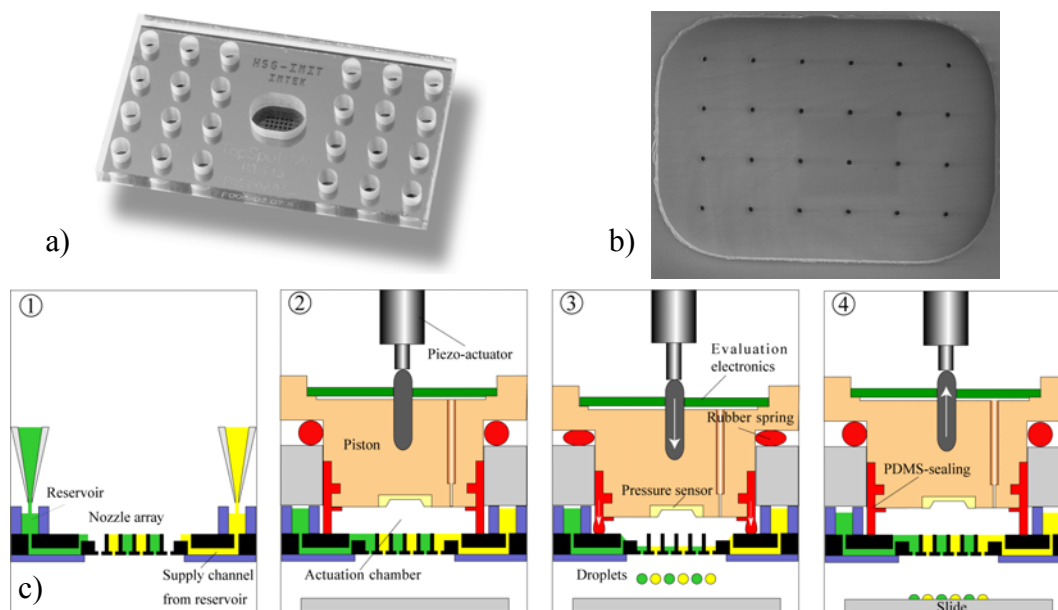 HSG-IMIT
IMTEK
a)
b)
①
②
③
④
Piezo-actuator
Evaluation
electronics
Rubber spring
Piston
PDMS-sealing
Reservoir
Pressure sensor
Nozzle array
Supply channel
from reservoir
Actuation chamber
Droplets
Slide
c)